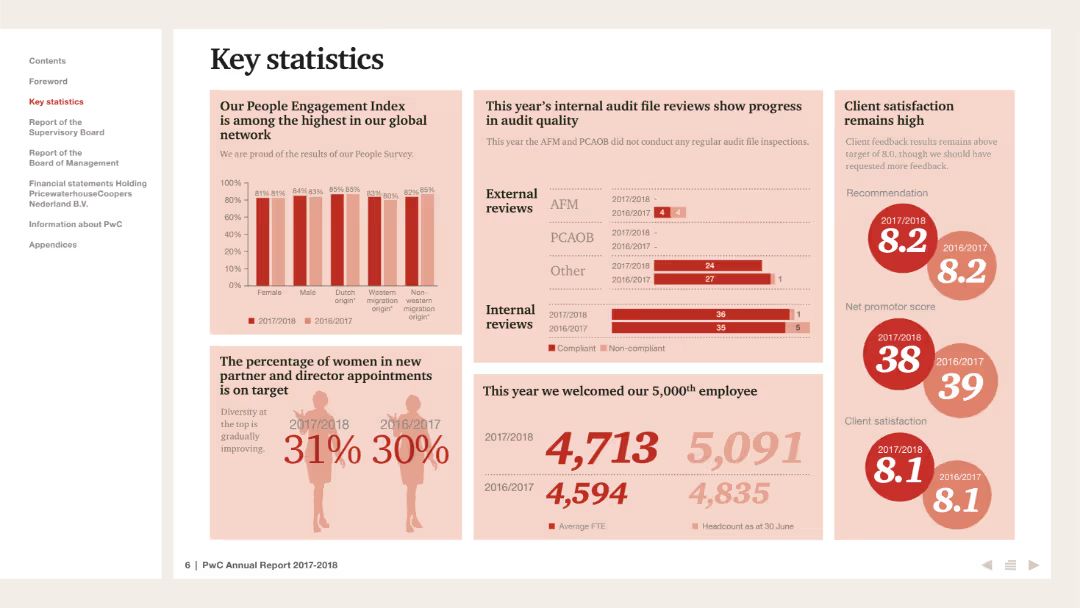 Contents
Foreword
Key statistics
Report of the
Supervisory Board
Report of the
Board of Management
Financial statements Holding
PricewaterhouseCoopers
Nederland B.V.
Information about PwC
Appendices
Key statistics
Our People Engagement Index
is among the highest in our global
network
We are proud of the results of our People Survey.
100%
80%
60%
40%
20%
10%
0%
81% 81% 84% 83% 85% 85% 83% 80% 82% 85%
Female Male Dutch origin* Western migration origin* Non-western migration origin*
2017/2018 2016/2017
The percentage of women in new
partner and director appointments
is on target
Diversity at
the top is
gradually
improving.
2017/2018 2016/2017
31% 30%
This year's internal audit file reviews show progress
in audit quality
This year the AFM and PCAOB did not conduct any regular audit file inspections.
External
reviews
AFM
2017/2018 -
2016/2017 4 4
PCAOB
2017/2018 -
2016/2017 -
Other
2017/2018 24
2016/2017 27 1
Internal
reviews
2017/2018 36 1
2016/2017 35 5
Compliant Non-compliant
This year we welcomed our 5,000th employee
2017/2018 4,713 5,091
2016/2017 4,594 4,835
Average FTE Headcount as at 30 June
Client satisfaction
remains high
Client feedback results remains above
target of 8.0, though we should have
requested more feedback.
Recommendation
2017/2018
8.2
2016/2017
8.2
Net promotor score
2017/2018
38
2016/2017
39
Client satisfaction
2017/2018
8.1
2016/2017
8.1
6 | PwC Annual Report 2017-2018